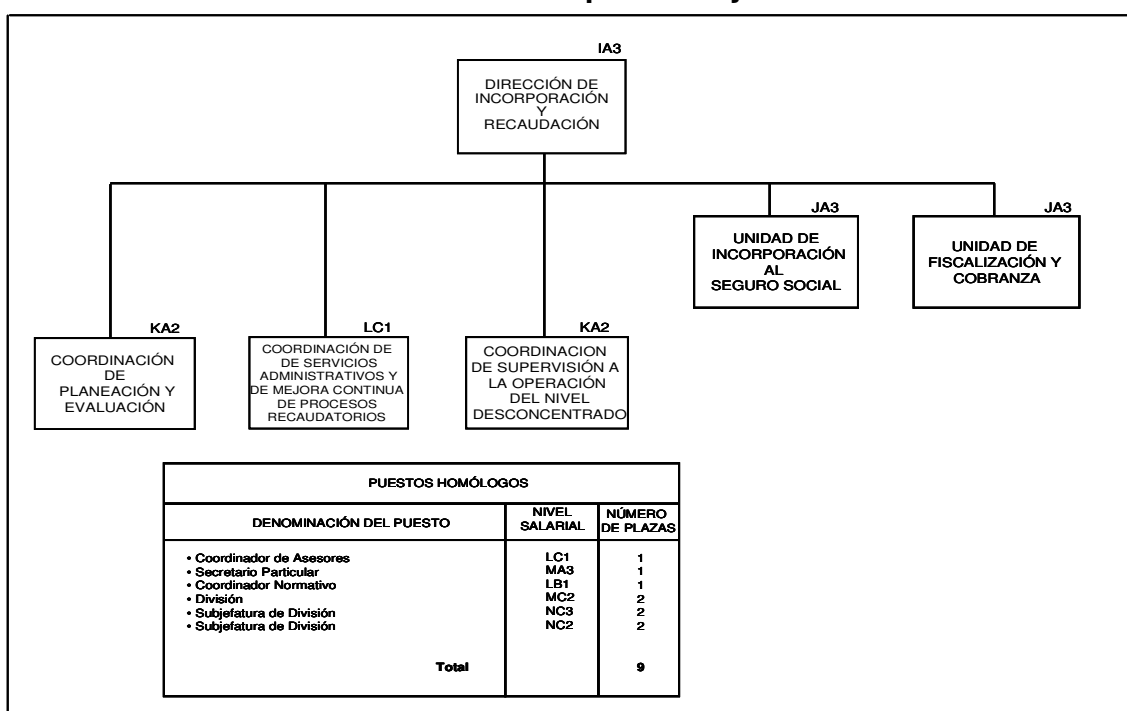 IA3
DIRECCIÓN DE
INCORPORACIÓN
Y
RECAUDACIÓN
JA3
UNIDAD DE
INCORPORACIÓN
AL
SEGURO SOCIAL
JA3
UNIDAD DE
FISCALIZACIÓN Y
COBRANZA
KA2
COORDINACIÓN
DE
PLANEACIÓN Y
EVALUACIÓN
LC1
COORDINACIÓN DE
DE SERVICIOS
ADMINISTRATIVOS Y
DE MEJORA CONTINUA
DE PROCESOS
RECAUDATORIOS
KA2
COORDINACION
DE SUPERVISIÓN A
LA OPERACIÓN
DEL NIVEL
DESCONCENTRADO
PUESTOS HOMÓLOGOS
DENOMINACIÓN DEL PUESTO
NIVEL
SALARIAL
NÚMERO
DE PLAZAS
• Coordinador de Asesores LC1 1
• Secretario Particular MA3 1
• Coordinador Normativo LB1 1
• División MC2 2
• Subjefatura de División NC3 2
• Subjefatura de División NC2 2
Total 9